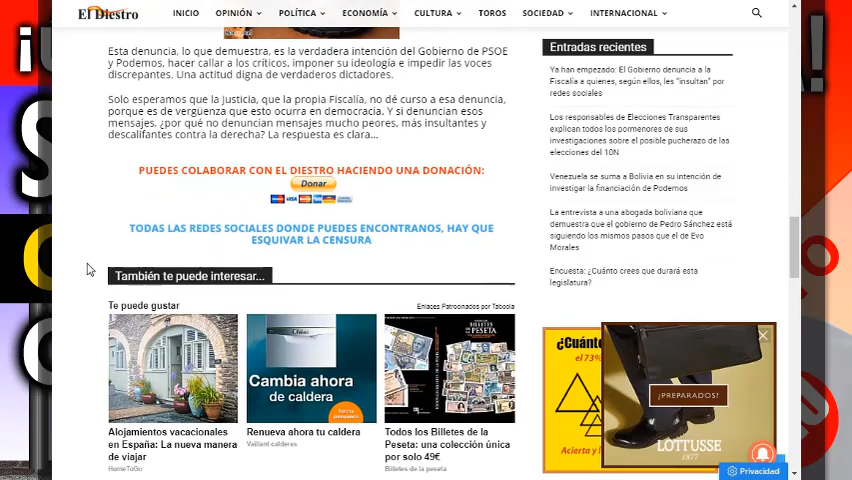 El Diestro
INICIO
OPINIÓN
POLÍTICA
ECONOMÍA
CULTURA
TOROS
SOCIEDAD
INTERNACIONAL
Esta denuncia, lo que demuestra, es la verdadera intención del Gobierno de PSOE
y Podemos, hacer callar a los críticos, imponer su ideología e impedir las voces
discrepantes. Una actitud digna de verdaderos dictadores.
Solo esperamos que la Justicia, que la propia Fiscalía, no dé curso a esa denuncia,
porque es de vergüenza que esto ocurra en democracia. Y si denuncian esos
mensajes, ¿por qué no denuncian mensajes mucho peores, más insultantes y
descalifantes contra la derecha? La respuesta es clara...
PUEDES COLABORAR CON EL DIESTRO HACIENDO UNA DONACIÓN:
Donar
VISA
TODAS LAS REDES SOCIALES DONDE PUEDES ENCONTRANOS, HAY QUE
ESQUIVAR LA CENSURA
También te puede interesar...
Te puede gustar
Enlaces Patrocinados por Taboola
Cambia ahora
de caldera
BILLETES
DE LA PESETA
Alojamientos vacacionales
en España: La nueva manera
de viajar
HomeToGo
Renueva ahora tu caldera
Vaillant calderas
Todos los Billetes de la
Peseta: una colección única
por solo 49€
Billetes de la peseta
Entradas recientes
Ya han empezado: El Gobierno denuncia a la
Fiscalía a quienes, según ellos, les "insultan" por
redes sociales
Los responsables de Elecciones Transparentes
explican todos los pormenores de sus
investigaciones sobre el posible pucherazo de las
elecciones del 10N
Venezuela se suma a Bolivia en su intención de
investigar la financiación de Podemos
La entrevista a una abogada boliviana que
demuestra que el gobierno de Pedro Sánchez está
siguiendo los mismos pasos que el de Evo
Morales
Encuesta: ¿Cuánto crees que durará esta
legislatura?
¿Cuánt
el 73%
Acierta y l
¡PREPARADOS!
LOTTUSSE
1877
Privacidad